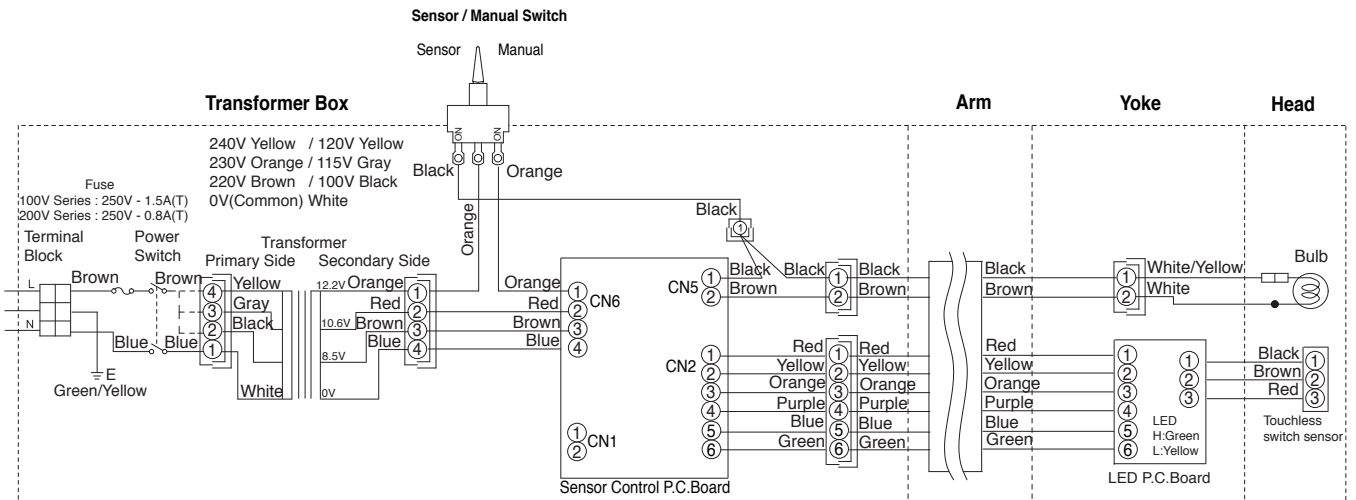 Sensor / Manual Switch
Sensor Manual
Transformer Box
Arm
Yoke
Head
ON ON
240V Yellow / 120V Yellow
230V Orange / 115V Gray
220V Brown / 100V Black
0V(Common) White
Black
Orange
Orange
Fuse
100V Series : 250V - 1.5A(T)
200V Series : 250V - 0.8A(T)
Terminal
Block
Power
Switch
Transformer
Primary Side
Secondary Side
L
N
Brown
Brown
Blue
Blue
E
Green/Yellow
4
3
2
1
Yellow
Gray
Black
White
12.2V
10.6V
8.5V
0V
Orange
Red
Brown
Blue
1
2
3
4
Orange
Red
Brown
Blue
1
2
3
4
CN6
1
2
CN1
Sensor Control P.C.Board
Black
1
CN5
1
2
Black
Brown
Black
1
2
Black
Brown
Black
Brown
1
2
White/Yellow
White
Bulb
CN2
1
2
3
4
5
6
Red
Yellow
Orange
Purple
Blue
Green
1
2
3
4
5
6
Red
Yellow
Orange
Purple
Blue
Green
Red
Yellow
Orange
Purple
Blue
Green
1
2
3
4
5
6
1
2
3
LED
H:Green
L:Yellow
LED P.C.Board
Black
Brown
Red
1
2
3
Touchless
switch sensor